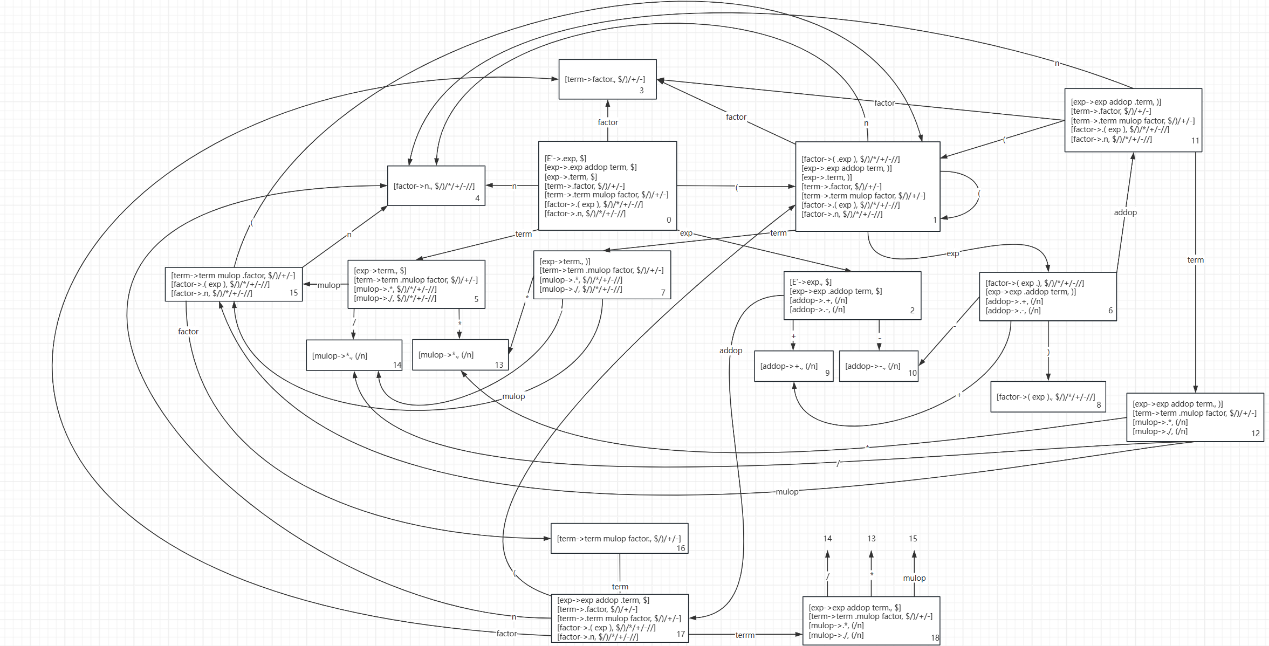 n
[term->factor., $/)/+/-]
3
factor
factor
factor
n
[exp->exp addop .term, )]
[term->.factor, $/)/+/-]
[term->.term mulop factor, $/)/+/-]
[factor->.( exp ), $/)/*/+/-//]
[factor->.n, $/)/*/+/-//]
11
(
[E'->.exp, $]
[exp->.exp addop term, $]
[exp->.term, $]
[term->.factor, $/)/+/-]
[term->.term mulop factor, $/)/+/-]
[factor->.( exp ), $/)/*/+/-//]
[factor->.n, $/)/*/+/-//]
0
[factor->( .exp ), $/)/*/+/-//]
[exp->.exp addop term, )]
[exp->.term, )]
[term->.factor, $/)/+/-]
[term->.term mulop factor, $/)/+/-]
[factor->.( exp ), $/)/*/+/-//]
[factor->.n, $/)/*/+/-//]
1
[factor->n., $/)/*/+/-//]
4
n
(
(
(
addop
n
term
exp
term
exp
term
[term->term mulop .factor, $/)/+/-]
[factor->.( exp ), $/)/*/+/-//]
[factor->.n, $/)/*/+/-//]
15
mulop
[exp->term., $]
[term->term .mulop factor, $/)/+/-]
[mulop->.*, $/)/*/+/-//]
[mulop->./, $/)/*/+/-//]
5
[exp->term., )]
[term->term .mulop factor, $/)/+/-]
[mulop->.*, $/)/*/+/-//]
[mulop->./, $/)/*/+/-//]
7
[E'->exp., $]
[exp->exp .addop term, $]
[addop->.+, (/n]
[addop->.-, (/n]
2
[factor->( exp .), $/)/*/+/-//]
[exp->exp .addop term, )]
[addop->.+, (/n]
[addop->.-, (/n]
6
factor
/
*
*
/
+
-
-
)
+
addop
[mulop->*., (/n]
14
[mulop->*., (/n]
13
[addop->+., (/n]
9
[addop->-., (/n]
10
[factor->( exp )., $/)/*/+/-//]
8
mulop
[exp->exp addop term., )]
[term->term .mulop factor, $/)/+/-]
[mulop->.*, (/n]
[mulop->./, (/n]
12
*
/
mulop
[term->term mulop factor., $/)/+/-]
16
14
13
15
term
(
/
*
mulop
[exp->exp addop .term, $]
[term->.factor, $/)/+/-]
[term->.term mulop factor, $/)/+/-]
[factor->.( exp ), $/)/*/+/-//]
[factor->.n, $/)/*/+/-//]
17
n
factor
terrm
[exp->exp addop term., $]
[term->term .mulop factor, $/)/+/-]
[mulop->.*, (/n]
[mulop->./, (/n]
18